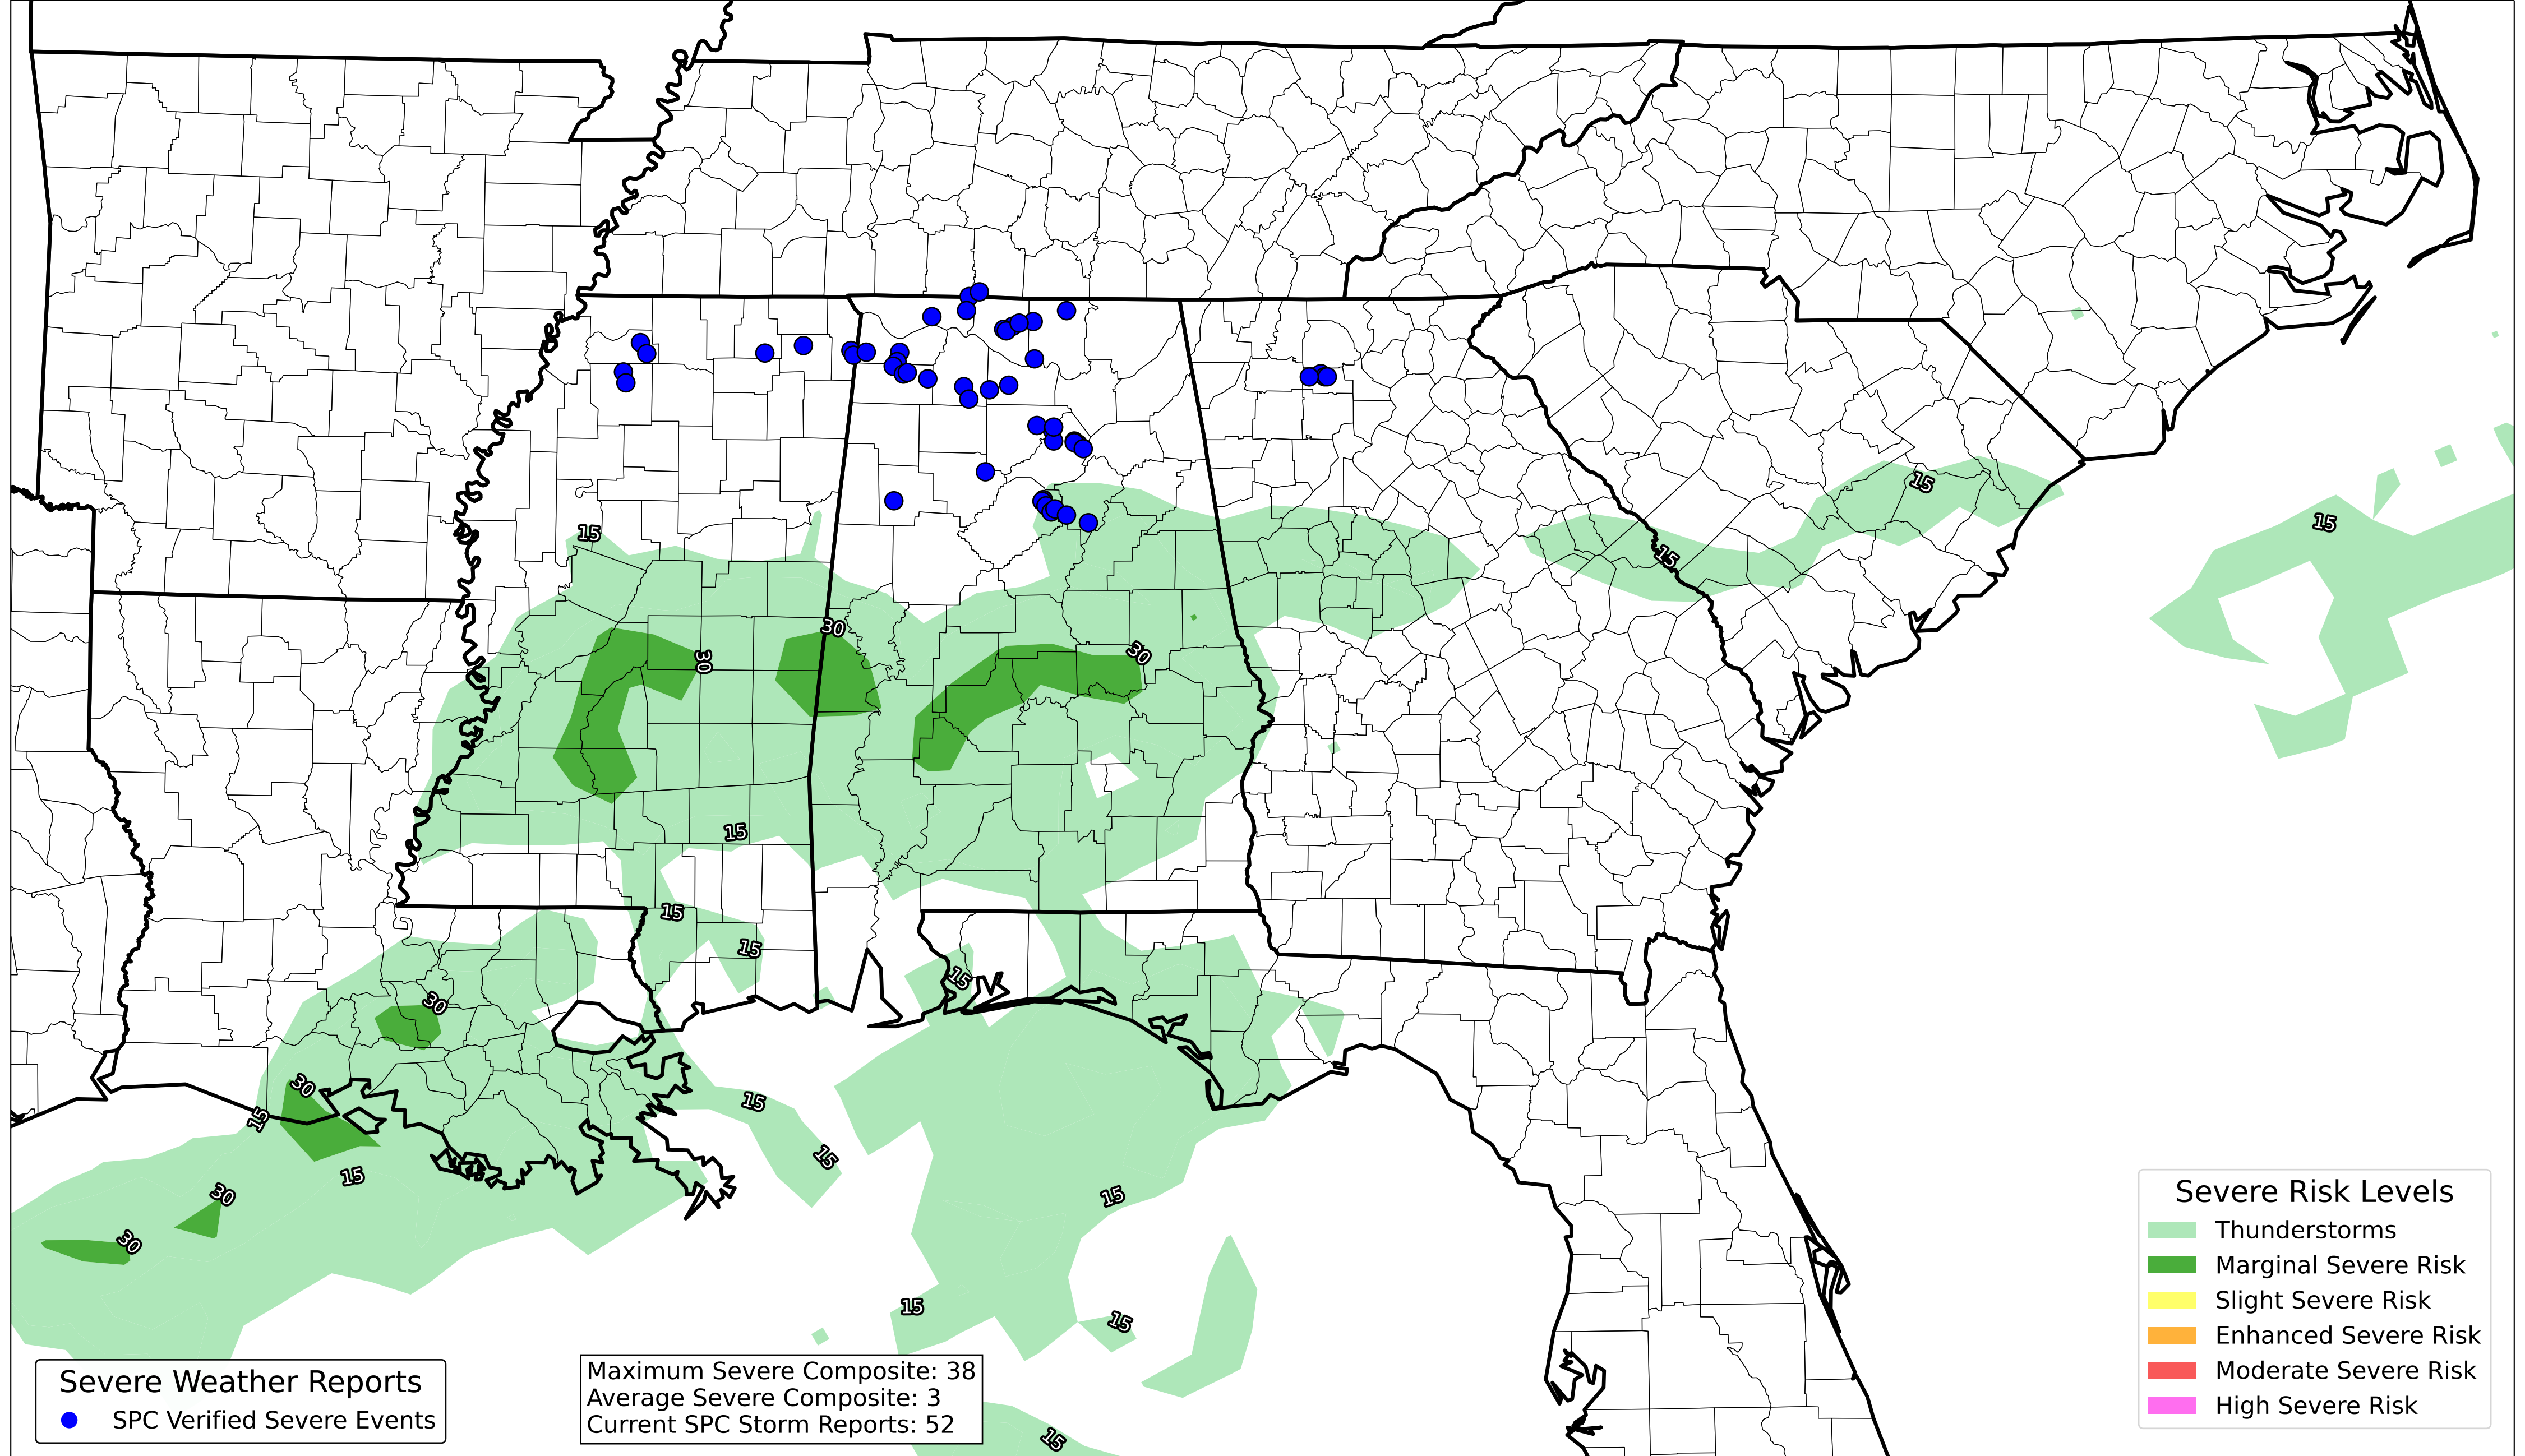 15
15
15
15
30
30
30
15
15
15
15
30
30
15
15
15
15
30
15
30
15
15
15
Severe Risk Levels
Thunderstorms
Marginal Severe Risk
Slight Severe Risk
Enhanced Severe Risk
Moderate Severe Risk
High Severe Risk
Severe Weather Reports
SPC Verified Severe Events
Maximum Severe Composite: 38
Average Severe Composite: 3
Current SPC Storm Reports: 52